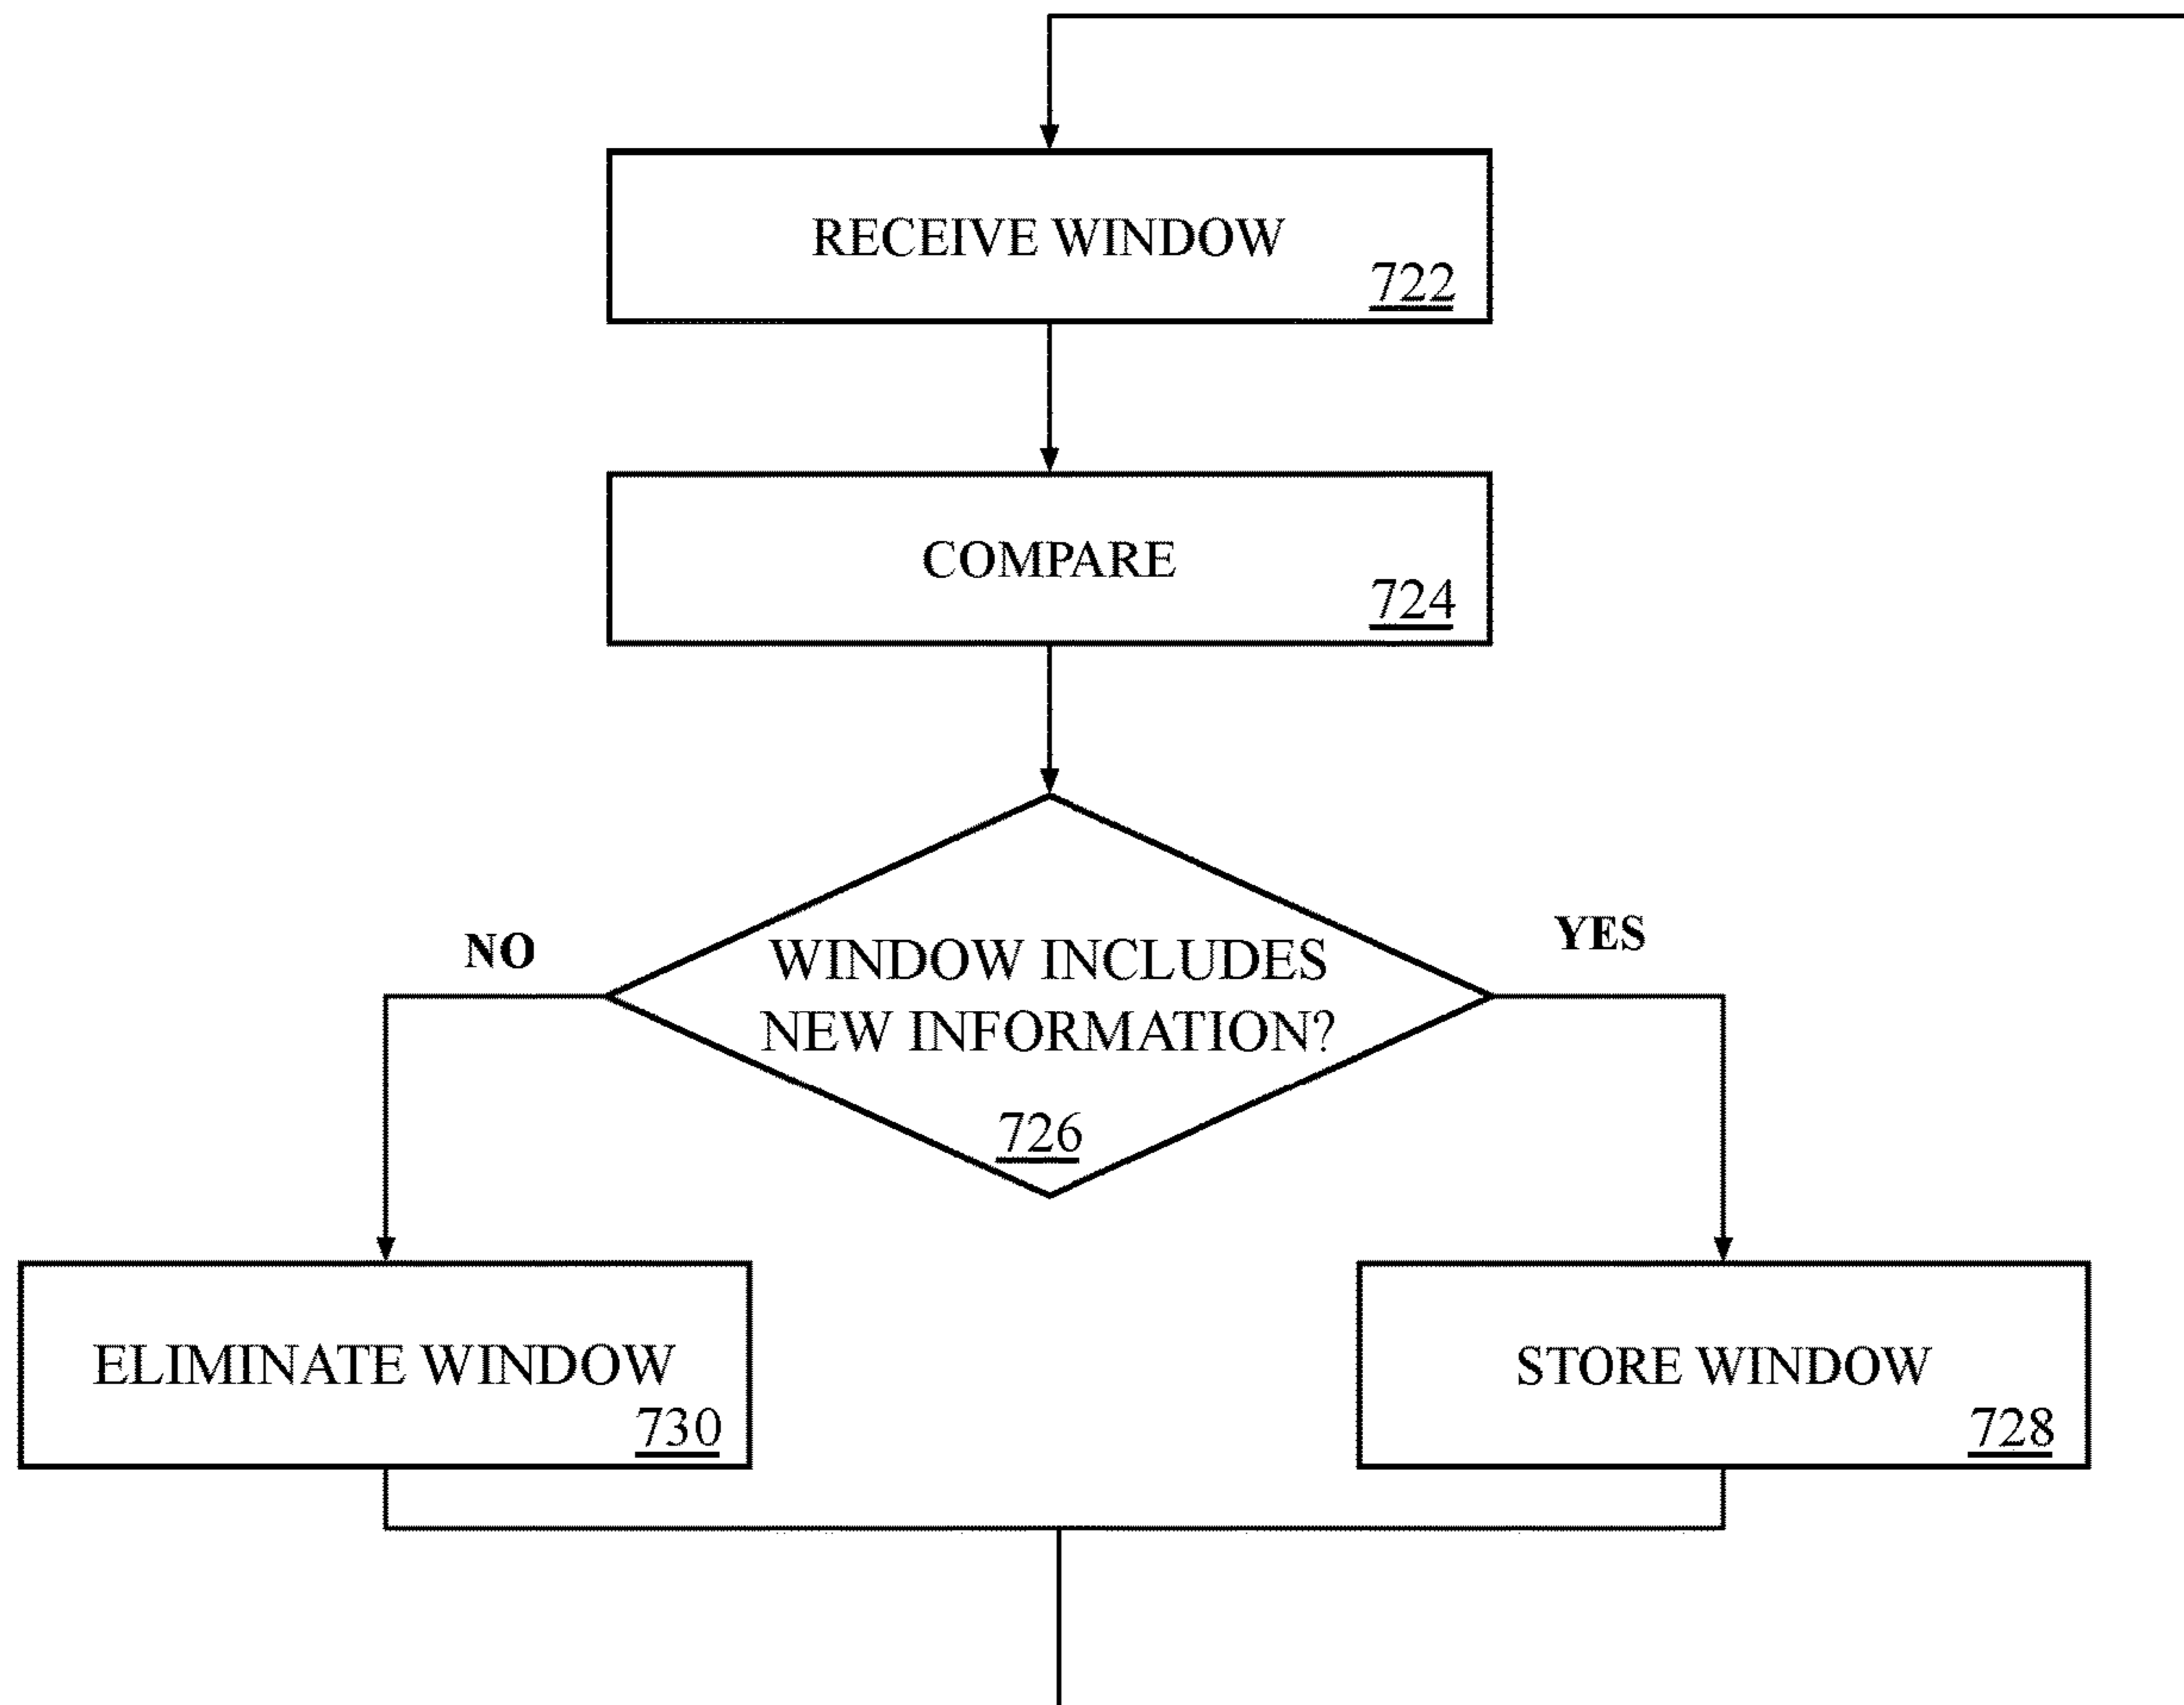 RECEIVE WINDOW
722
COMPARE
724
NO
YES
WINDOW INCLUDES
NEW INFORMATION?
726
ELIMINATE WINDOW
730
STORE WINDOW
728